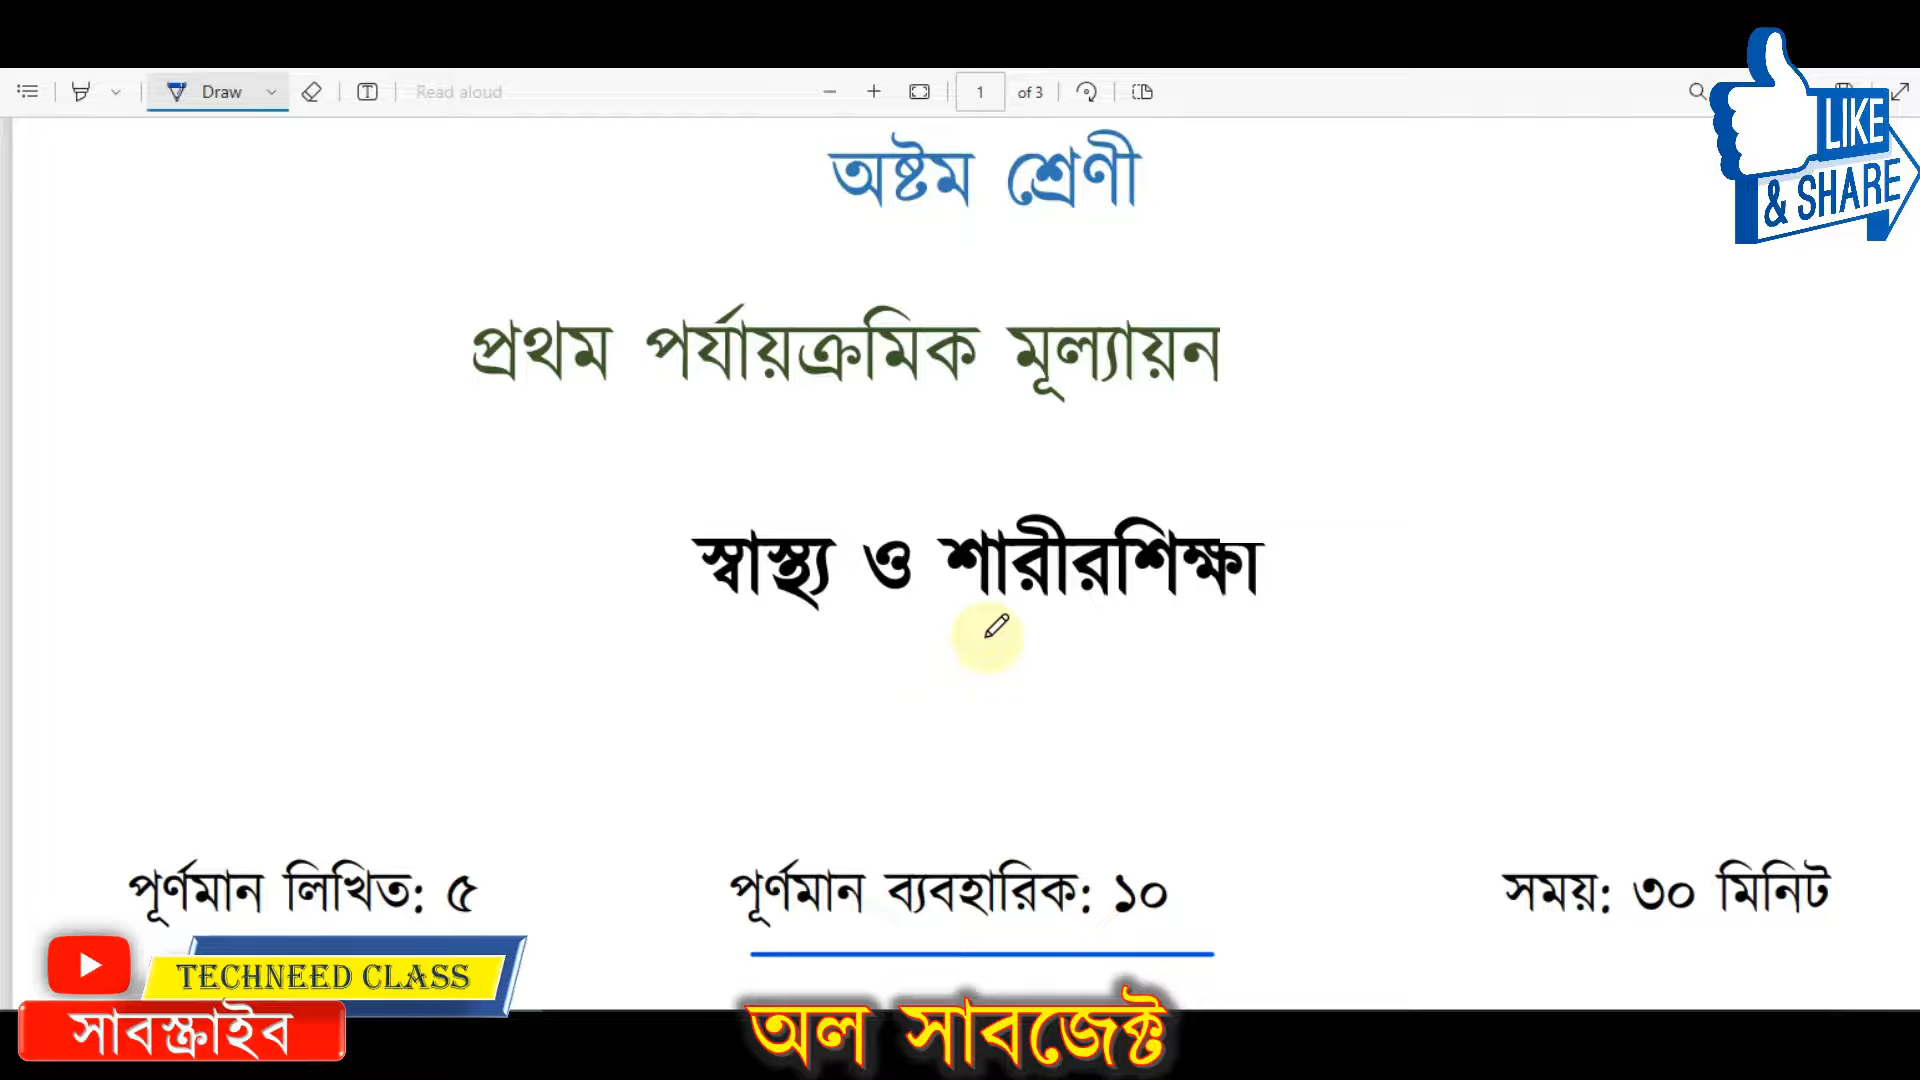 Draw
Read aloud
1 of 3
LIKE
& SHARE
অষ্টম শ্রেণী
প্রথম পর্যায়ক্রমিক মূল্যায়ন
স্বাস্থ্য ও শারীরশিক্ষা
পূর্ণমান লিখিত: ৫ পূর্ণমান ব্যবহারিক: ১০ সময়: ৩০ মিনিট
TECHNEED CLASS
সাবস্ক্রাইব
অল সাবজেক্ট